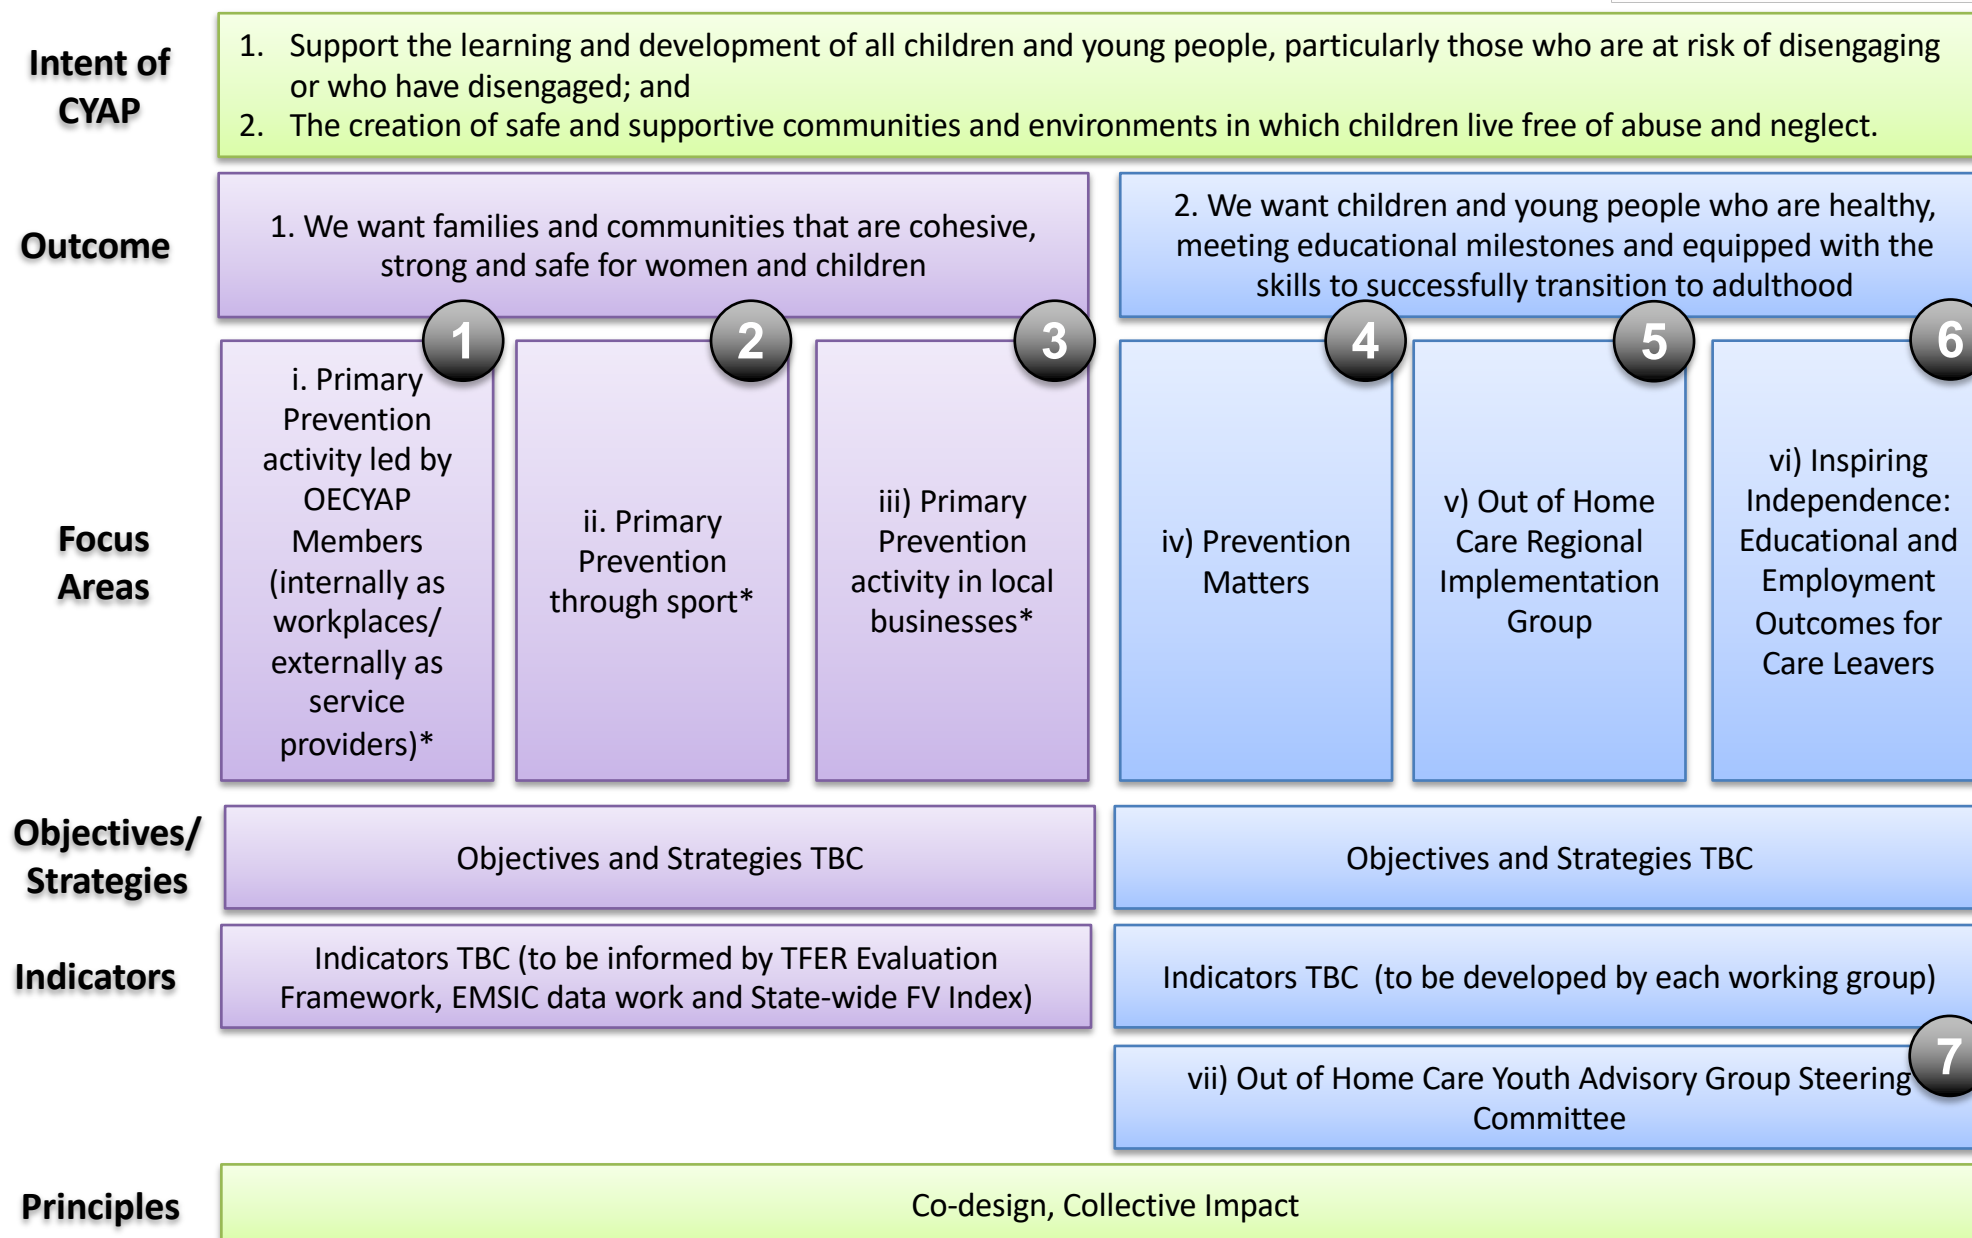 Intent of
CYAP
1. Support the learning and development of all children and young people, particularly those who are at risk of disengaging
or who have disengaged; and
2. The creation of safe and supportive communities and environments in which children live free of abuse and neglect.
Outcome
1. We want families and communities that are cohesive,
strong and safe for women and children
2. We want children and young people who are healthy,
meeting educational milestones and equipped with the
skills to successfully transition to adulthood
1
2
3
4
5
6
Focus
Areas
i. Primary
Prevention
activity led by
OECYAP
Members
(internally as
workplaces/
externally as
service
providers)*
ii. Primary
Prevention
through sport*
iii) Primary
Prevention
activity in local
businesses*
iv) Prevention
Matters
v) Out of Home
Care Regional
Implementation
Group
vi) Inspiring
Independence:
Educational and
Employment
Outcomes for
Care Leavers
Objectives/
Strategies
Objectives and Strategies TBC
Objectives and Strategies TBC
Indicators
Indicators TBC (to be informed by TFER Evaluation
Framework, EMSIC data work and State-wide FV Index)
Indicators TBC (to be developed by each working group)
7
vii) Out of Home Care Youth Advisory Group Steering
Committee
Principles
Co-design, Collective Impact